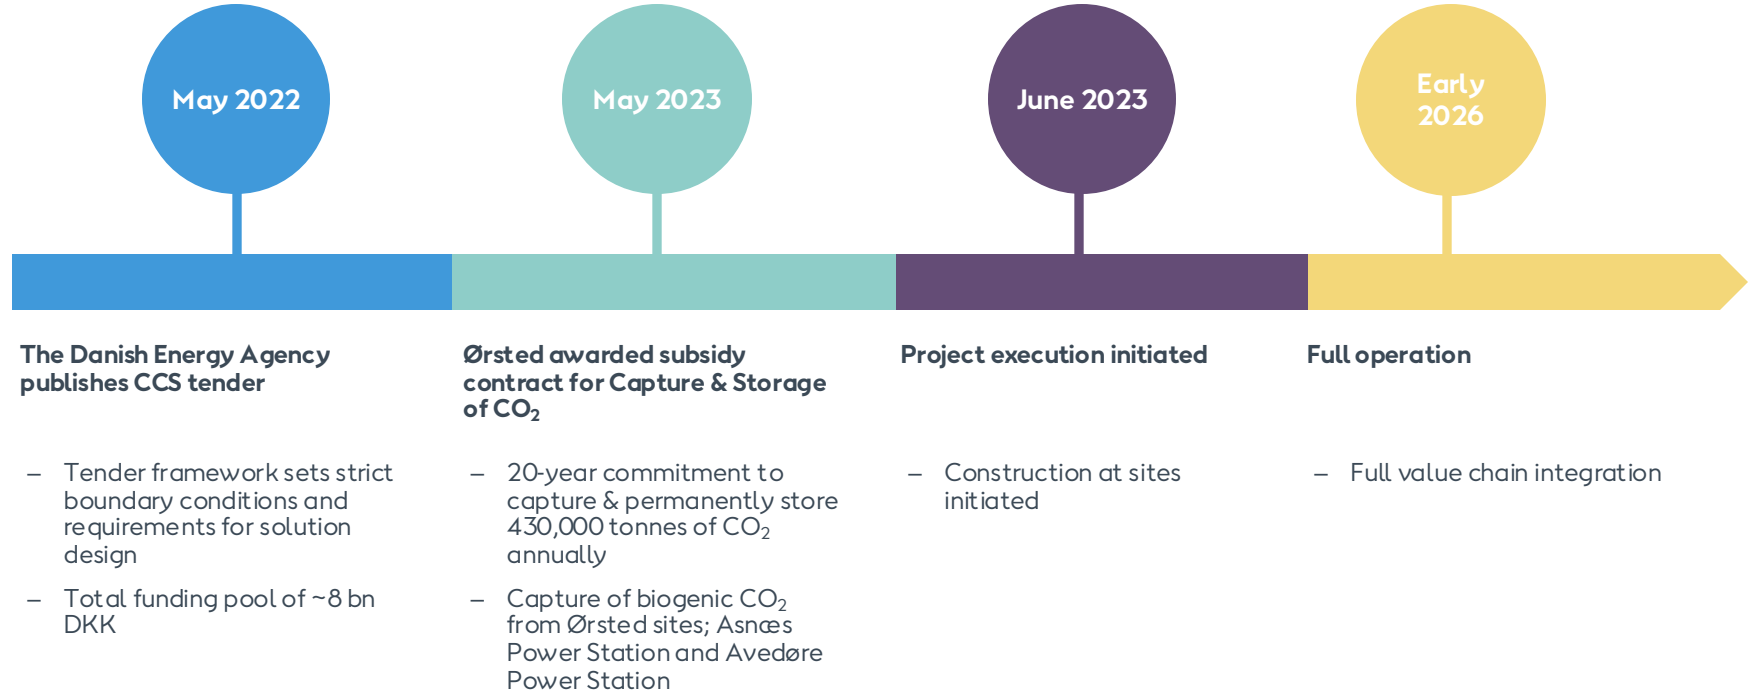 May 2022
May 2023
June 2023
Early
2026
The Danish Energy Agency
publishes CCS tender
– Tender framework sets strict
boundary conditions and
requirements for solution
design
– Total funding pool of ~8 bn
DKK
Ørsted awarded subsidy
contract for Capture & Storage
of CO₂
– 20-year commitment to
capture & permanently store
430,000 tonnes of CO₂
annually
– Capture of biogenic CO₂
from Ørsted sites; Asnæs
Power Station and Avedøre
Power Station
Project execution initiated
– Construction at sites
initiated
Full operation
– Full value chain integration